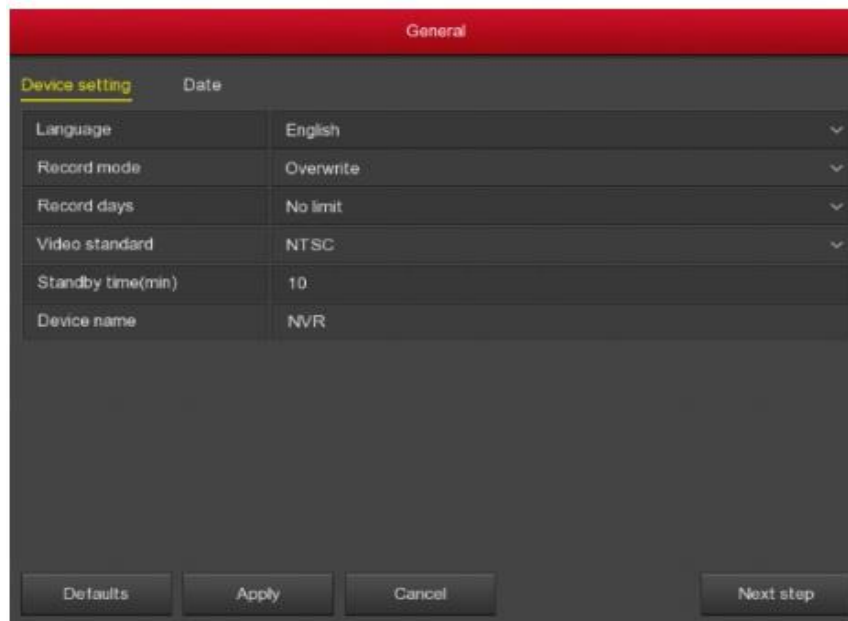 General
Device setting Date
Language English
Record mode Overwrite
Record days No limit
Video standard NTSC
Standby time(min) 10
Device name NVR
Defaults Apply Cancel Next step